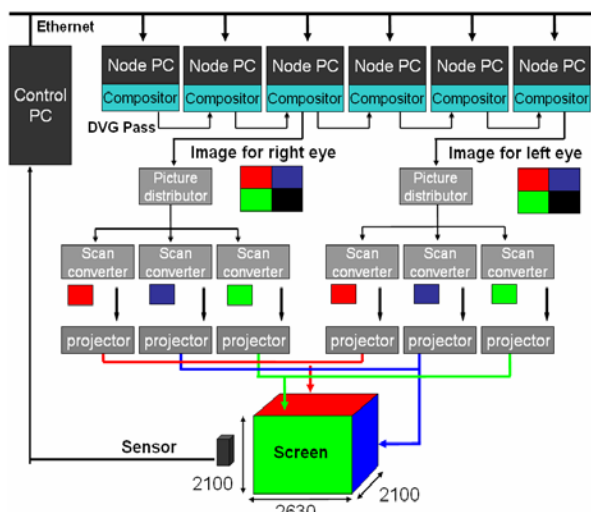 Ethernet
Control
PC
Node PC
Compositor
Node PC
Compositor
Node PC
Compositor
Node PC
Compositor
Node PC
Compositor
Node PC
Compositor
DVG Pass
Image for right eye
Image for left eye
Picture
distributor
Picture
distributor
Scan
converter
Scan
converter
Scan
converter
Scan
converter
Scan
converter
Scan
converter
projector
projector
projector
projector
projector
projector
Sensor
Screen
2100
2100
2630